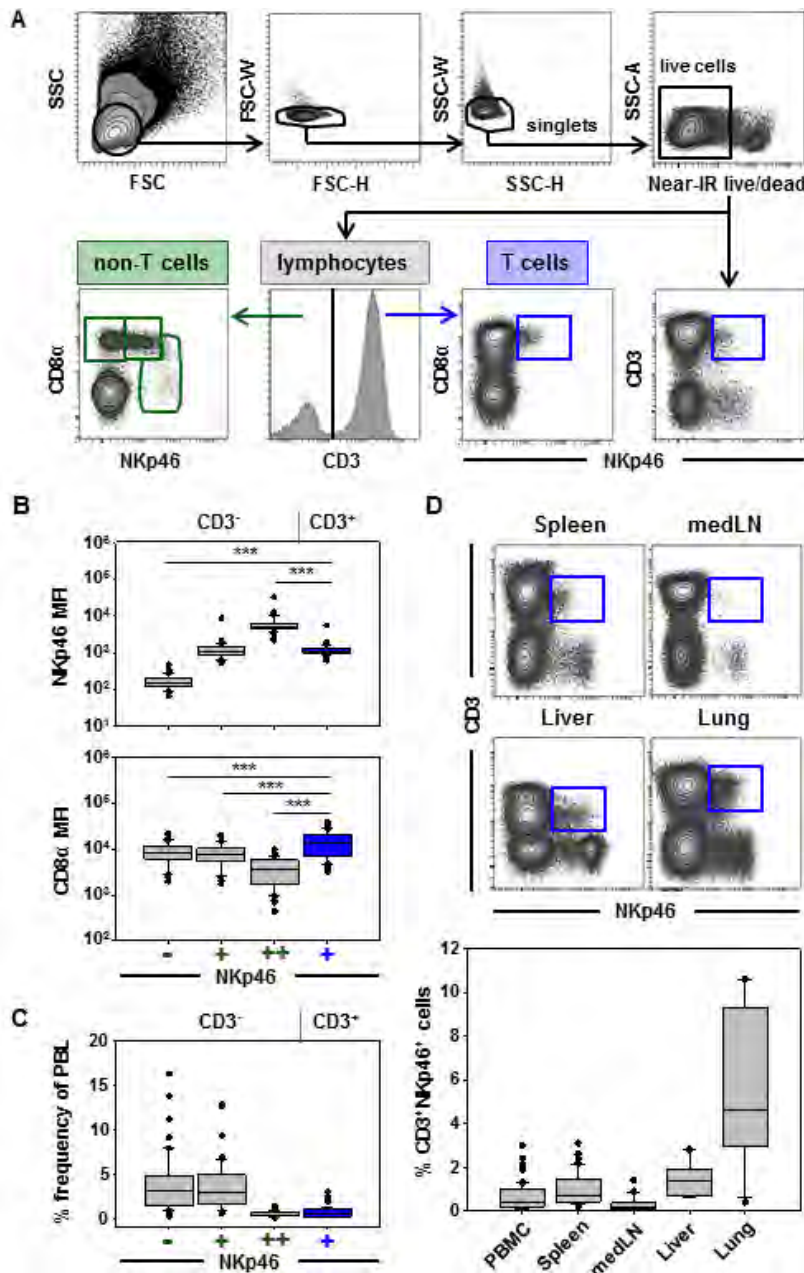 A
SSC
FSC
FSC-W
FSC-H
SSC-W
singlets
SSC-H
SSC-A
live cells
Near-IR live/dead
non-T cells
lymphocytes
T cells
CD8α
NKp46
CD3
CD8α
CD3
NKp46
B
CD3⁻ CD3⁺
NKp46 MFI
10⁶
10⁵
10⁴
10³
10²
10¹
***
***
CD8α MFI
10⁶
10⁵
10⁴
10³
10²
***
***
***
- + ++ +
NKp46
C
CD3⁻ CD3⁺
% frequency of PBL
20
15
10
5
0
- + ++ +
NKp46
D
Spleen medLN
CD3
Liver Lung
NKp46
% CD3⁺NKp46⁺ cells
12
10
8
6
4
2
0
PBMC Spleen medLN Liver Lung